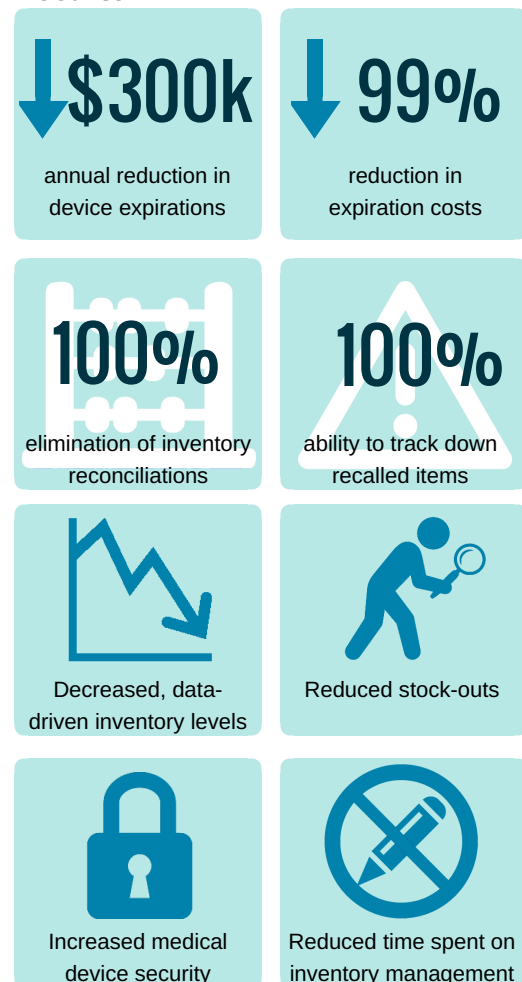 $300k
annual reduction in
device expirations
99%
reduction in
expiration costs
100%
elimination of inventory
reconciliations
100%
ability to track down
recalled items
Decreased, data-
driven inventory levels
Reduced stock-outs
Increased medical
device security
Reduced time spent on
inventory management